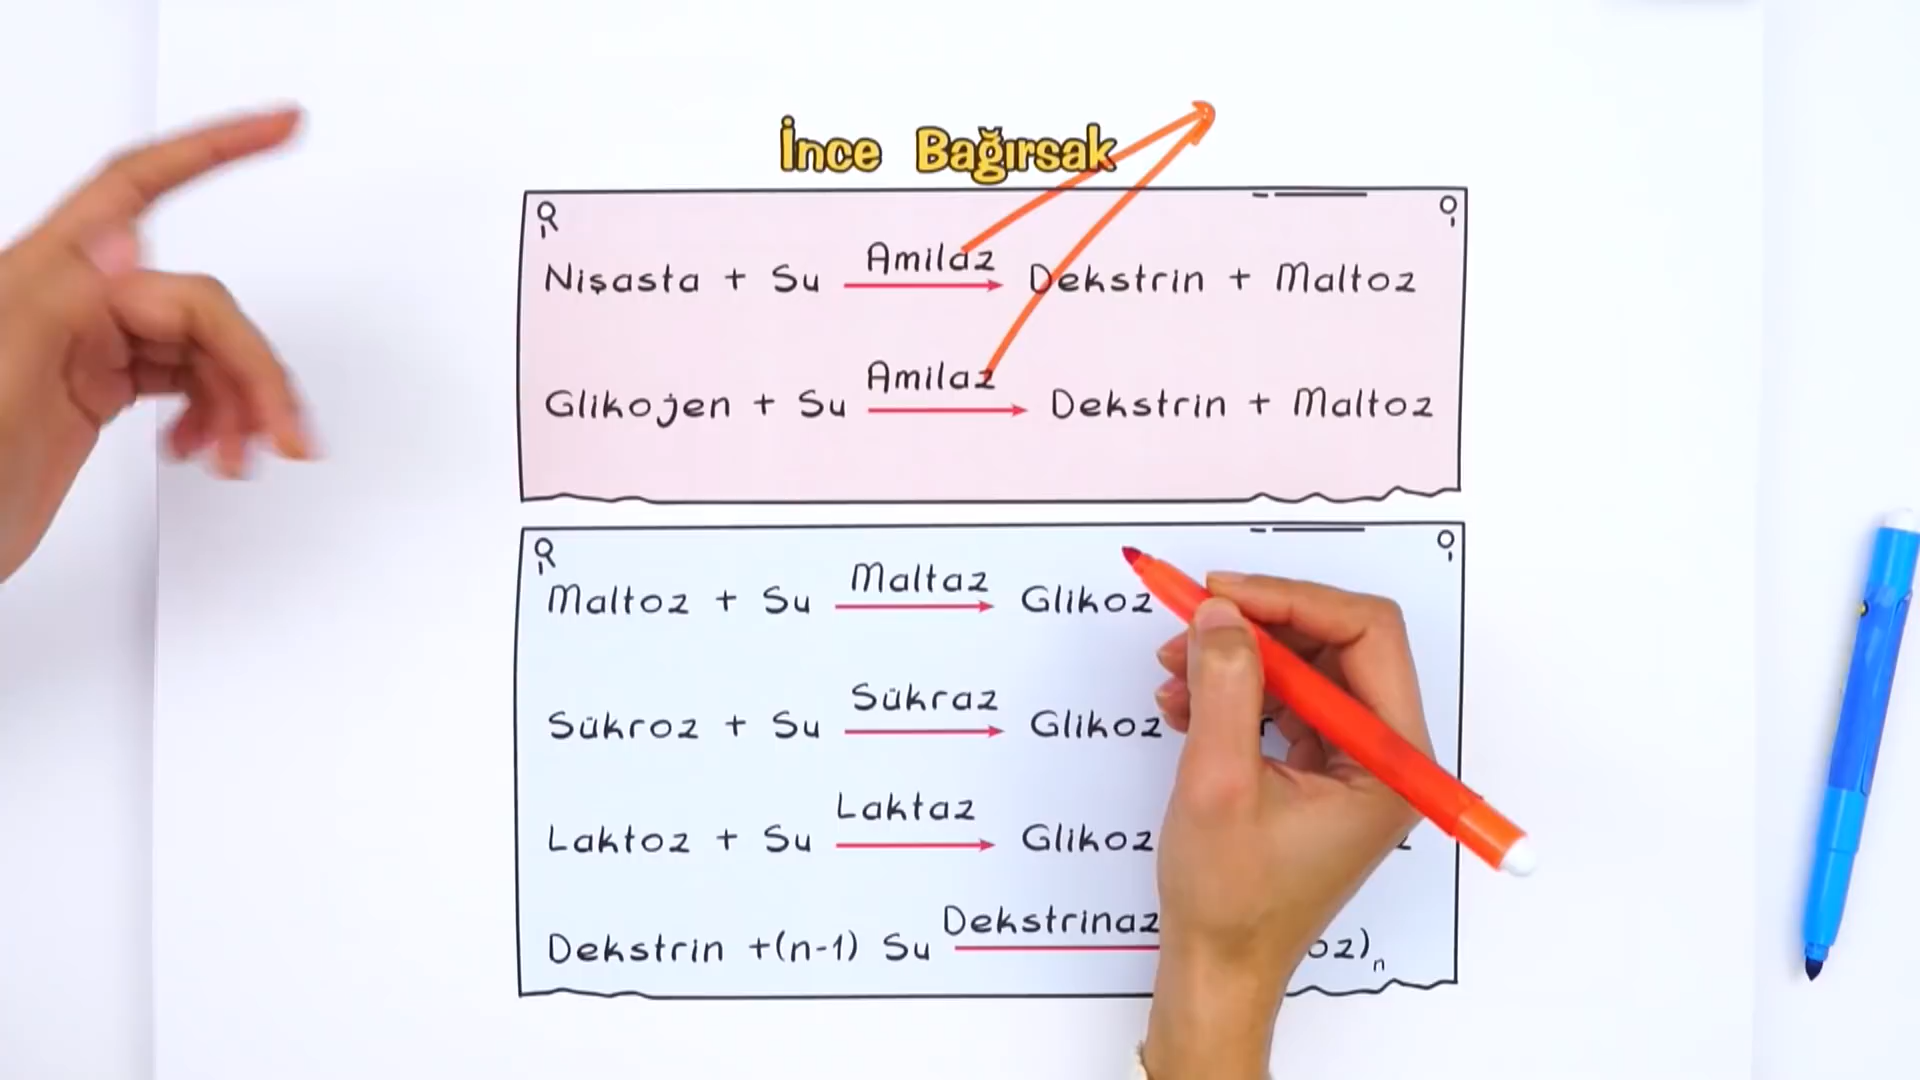 İnce Bağırsak
Nişasta + Su Amilaz Dekstrin + Maltoz
Glikojen + Su Amilaz Dekstrin + Maltoz
Maltoz + Su Maltaz Glikoz
Sükroz + Su Sükraz Glikoz
Laktoz + Su Laktaz Glikoz
Dekstrin +(n-1) Su Dekstrinaz